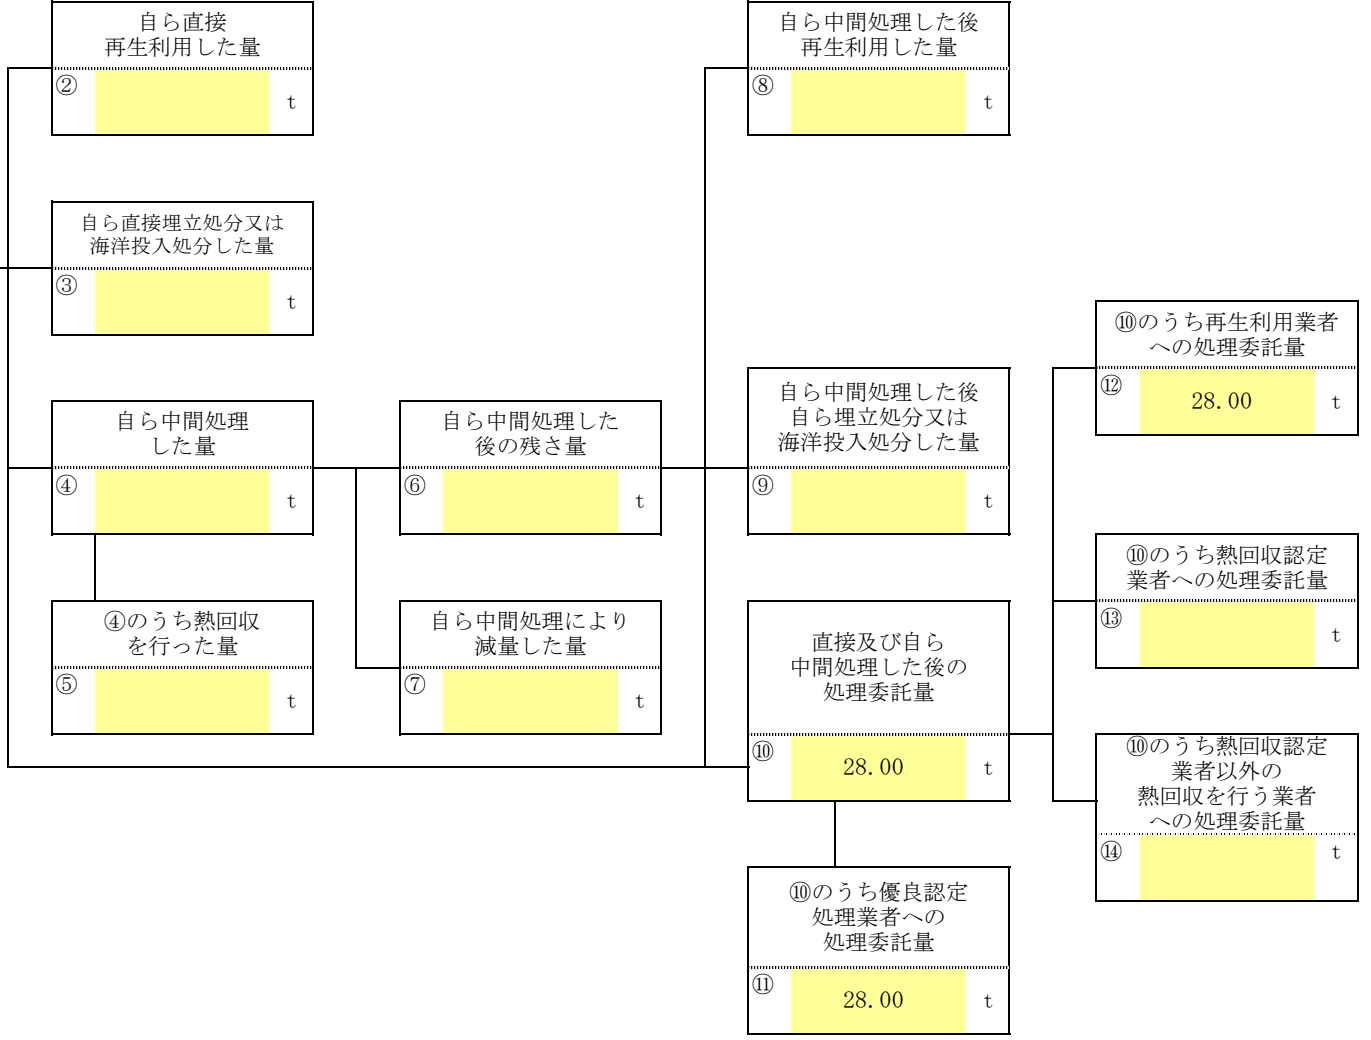 自ら直接
再生利用した量
②
t
自ら中間処理した後
再生利用した量
⑧
t
自ら直接埋立処分又は
海洋投入処分した量
③
t
⑩のうち再生利用業者
への処理委託量
⑫
28.00
t
自ら中間処理
した量
④
t
自ら中間処理した
後の残さ量
⑥
t
自ら中間処理した後
自ら埋立処分又は
海洋投入処分した量
⑨
t
⑩のうち熱回収認定
業者への処理委託量
⑬
t
④のうち熱回収
を行った量
⑤
t
自ら中間処理により
減量した量
⑦
t
直接及び自ら
中間処理した後の
処理委託量
⑩
28.00
t
⑩のうち熱回収認定
業者以外の
熱回収を行う業者
への処理委託量
⑭
t
⑩のうち優良認定
処理業者への
処理委託量
⑪
28.00
t